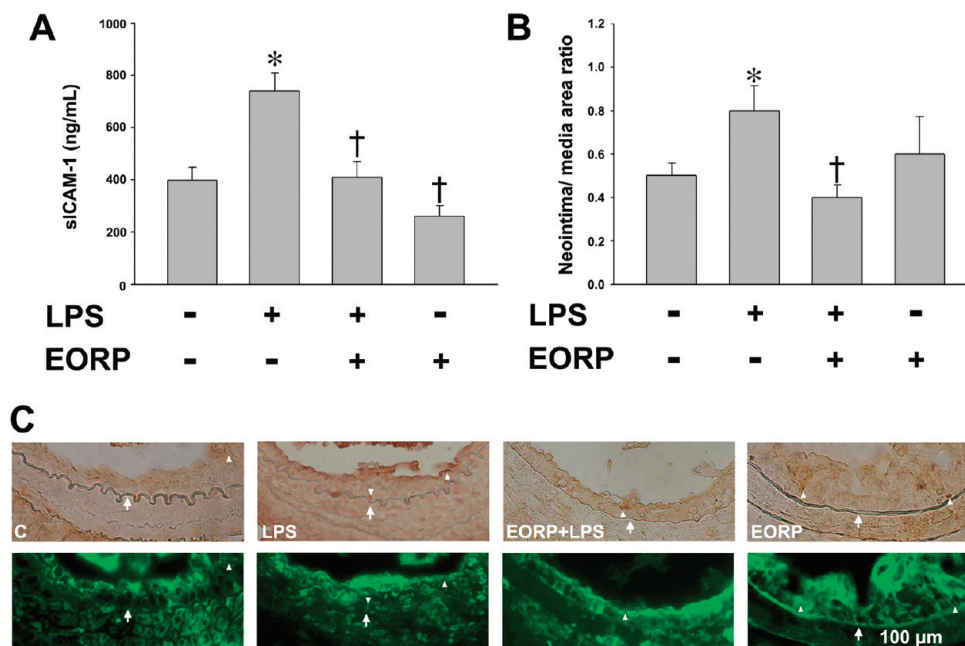 A
sICAM-1 (ng/mL)
1000
800
600
400
200
0
*
†
†
LPS - + + -
EORP - - + +
B
Neointima/ media area ratio
1.2
1.0
0.8
0.6
0.4
0.2
0.0
*
†
LPS - + + -
EORP - - + +
C
C
LPS
EORP+LPS
EORP
100 µm